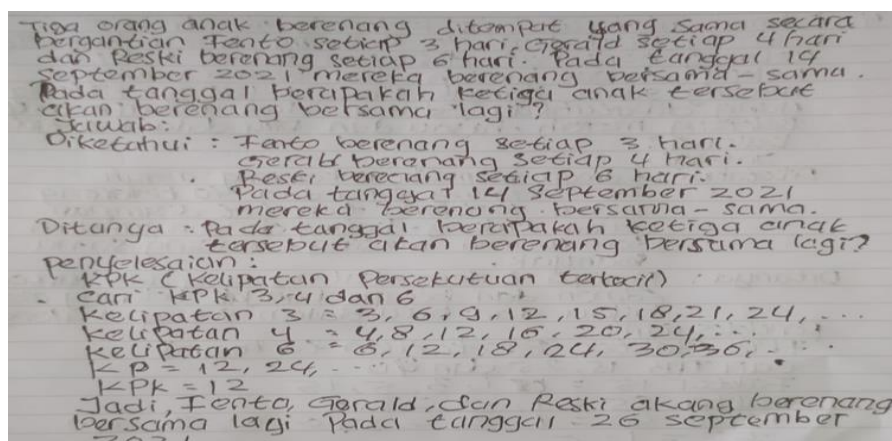 Tiga orang anak berenang ditempat yang sama secara
bergantian Fento setiap 3 hari, Gerald setiap 4 hari
dan Reski berenang setiap 6 hari. Pada tanggal 14
September 2021 mereka berenang bersama-sama.
Pada tanggal berapakah ketiga anak tersebut
akan berenang bersama lagi?
Jawab:
Diketahui : Fento berenang setiap 3 hari.
Gerald berenang setiap 4 hari.
Reski berenang setiap 6 hari.
Pada tanggal 14 September 2021
mereka berenang bersama-sama.
Ditanya : Pada tanggal berapakah ketiga anak
tersebut akan berenang bersama lagi?
penyelesaian :
KPK (Kelipatan Persekutuan terkecil)
- cari KPK 3,4 dan 6
Kelipatan 3 = 3, 6, 9, 12, 15, 18, 21, 24, ...
Kelipatan 4 = 4, 8, 12, 16, 20, 24, ...
Kelipatan 6 = 6, 12, 18, 24, 30, 36, ...
KP = 12, 24, ...
KPK = 12
Jadi, Fento, Gerald, dan Reski akang berenang
bersama lagi pada tanggal 26 September
2021